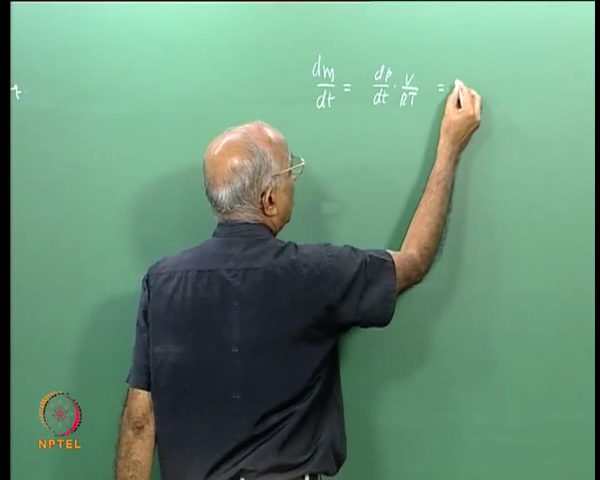 dm/dt = dp/dt · V/RT =
t.
NPTEL